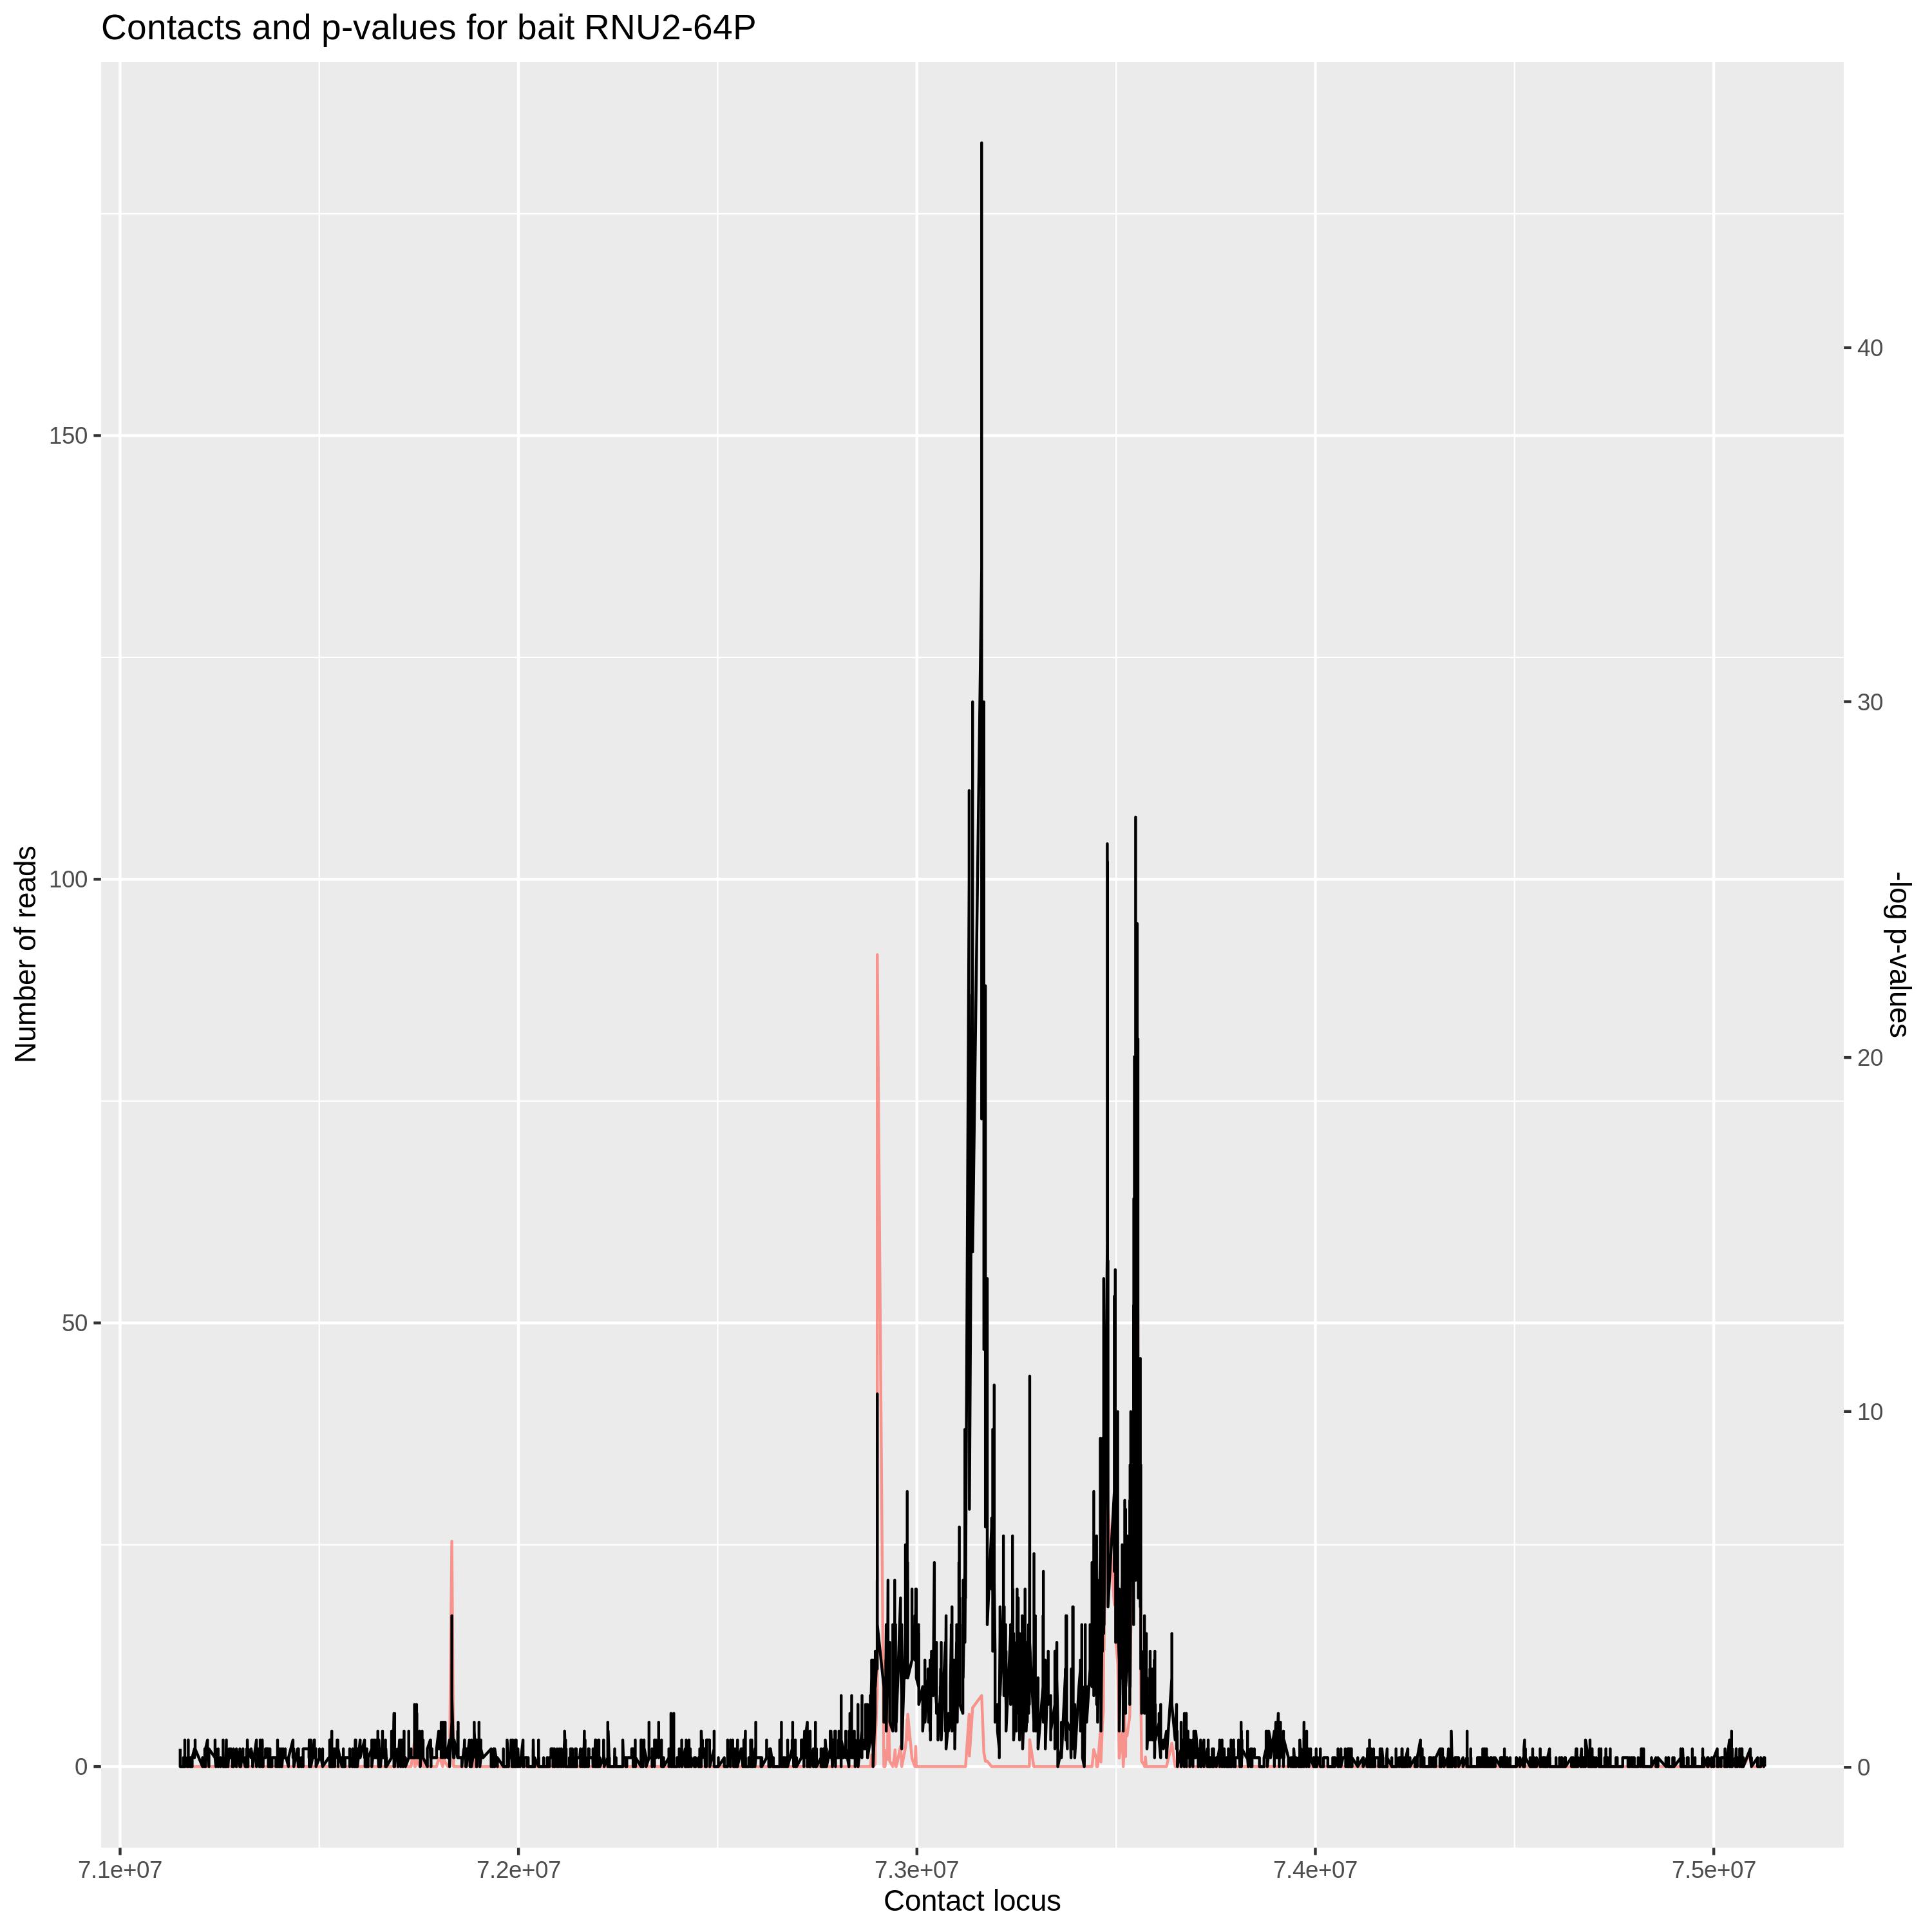 Contacts and p-values for bait RNU2-64P
150
100
50
0
40
30
20
10
0
Number of reads
-log p-values
7.1e+07
7.2e+07
7.3e+07
7.4e+07
7.5e+07
Contact locus